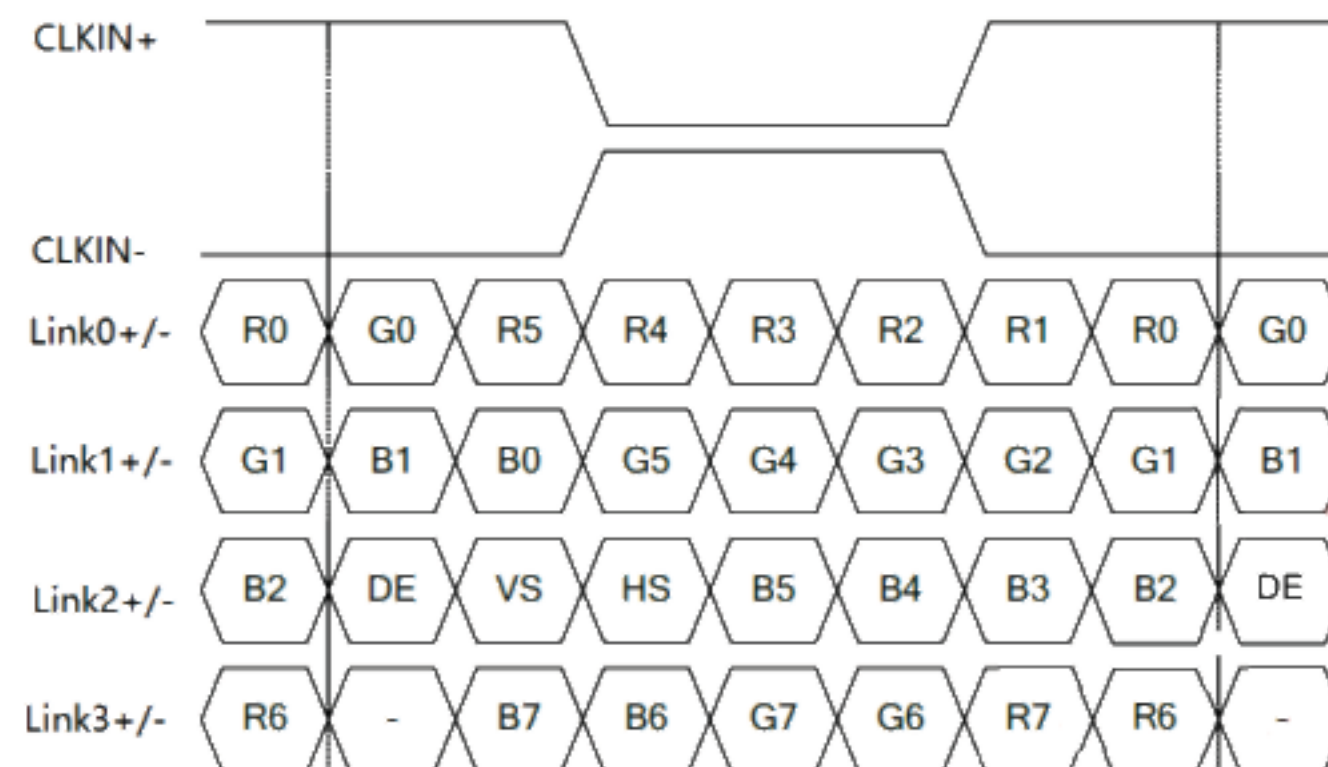 CLKIN+
CLKIN-
Link0+/- R0 G0 R5 R4 R3 R2 R1 R0 G0
Link1+/- G1 B1 B0 G5 G4 G3 G2 G1 B1
Link2+/- B2 DE VS HS B5 B4 B3 B2 DE
Link3+/- R6 - B7 B6 G7 G6 R7 R6 -